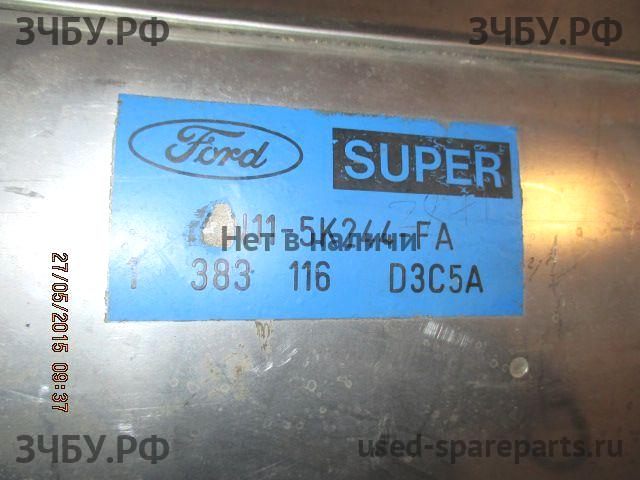 ЗЧБУ.РФ
ЗЧБУ.РФ
Ford
SUPER
11-5K244-FA
Нет в наличии
1 383 116 D3C5A
27/05/2015 09:37
ЗЧБУ.РФ
used-spareparts.ru